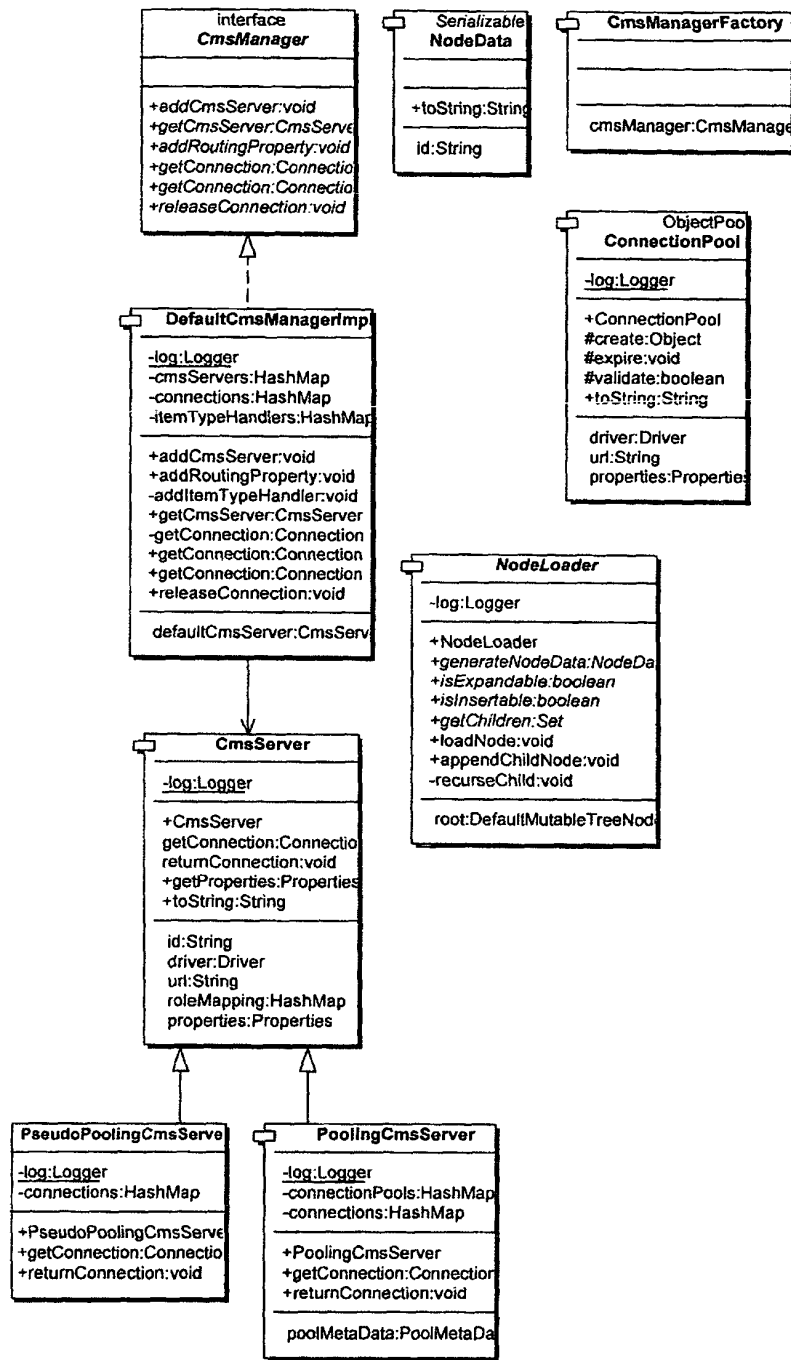 interface
CmsManager
+addCmsServer:void
+getCmsServer:CmsServe
+addRoutingProperty:void
+getConnection:Connectio
+getConnection:Connectio
+releaseConnection:void
Serializable
NodeData
+toString:String
id:String
CmsManagerFactory
cmsManager:CmsManage
ObjectPoo
ConnectionPool
-log:Logger
+ConnectionPool
#create:Object
#expire:void
#validate:boolean
+toString:String
driver:Driver
url:String
properties:Properties
DefaultCmsManagerImpl
-log:Logger
-cmsServers:HashMap
-connections:HashMap
-itemTypeHandlers:HashMap
+addCmsServer:void
+addRoutingProperty:void
-addItemTypeHandler:void
+getCmsServer:CmsServer
-getConnection:Connection
+getConnection:Connection
+getConnection:Connection
+releaseConnection:void
defaultCmsServer:CmsServ
NodeLoader
-log:Logger
+NodeLoader
+generateNodeData:NodeDa
+isExpandable:boolean
+isInsertable:boolean
+getChildren:Set
+loadNode:void
+appendChildNode:void
-recurseChild:void
root:DefaultMutableTreeNode
CmsServer
-log:Logger
+CmsServer
getConnection:Connectio
returnConnection:void
+getProperties:Properties
+toString:String
id:String
driver:Driver
url:String
roleMapping:HashMap
properties:Properties
PseudoPoolingCmsServe
-log:Logger
-connections:HashMap
+PseudoPoolingCmsServe
+getConnection:Connectio
+returnConnection:void
PoolingCmsServer
-log:Logger
-connectionPools:HashMap
-connections:HashMap
+PoolingCmsServer
+getConnection:Connection
+returnConnection:void
poolMetaData:PoolMetaDa